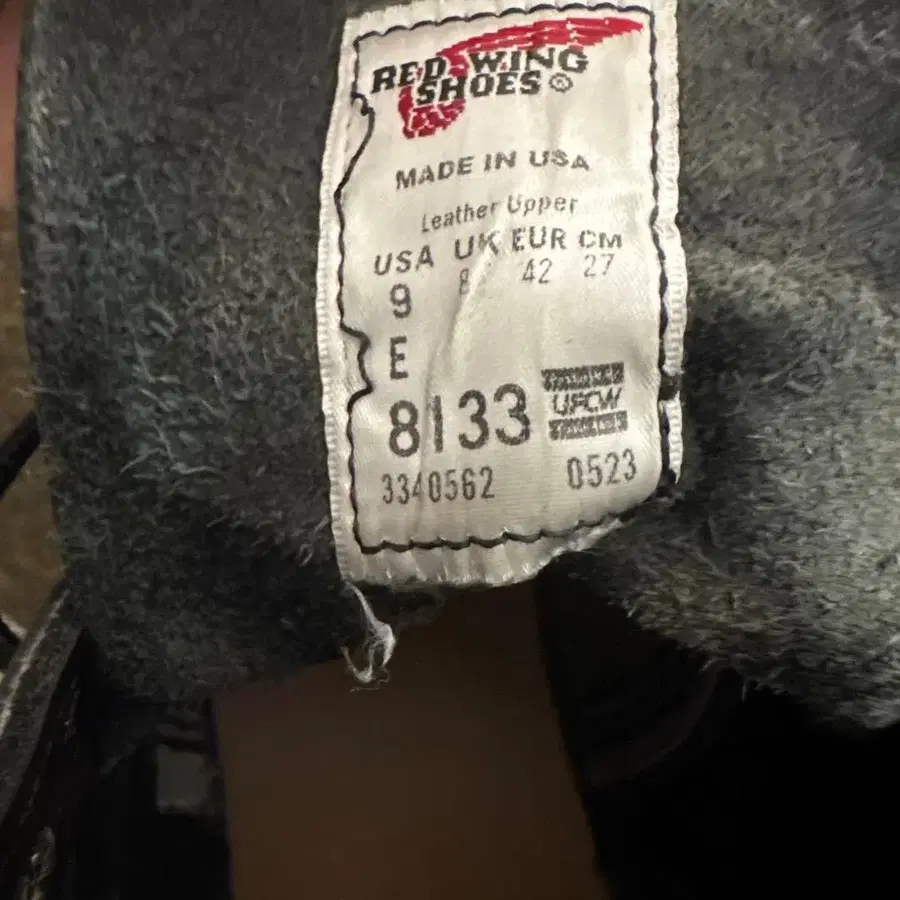 RED WING
SHOES®
MADE IN USA
Leather Upper
USA UK EUR CM
9 8 42 27
E
8133 UFCW
3340562 0523